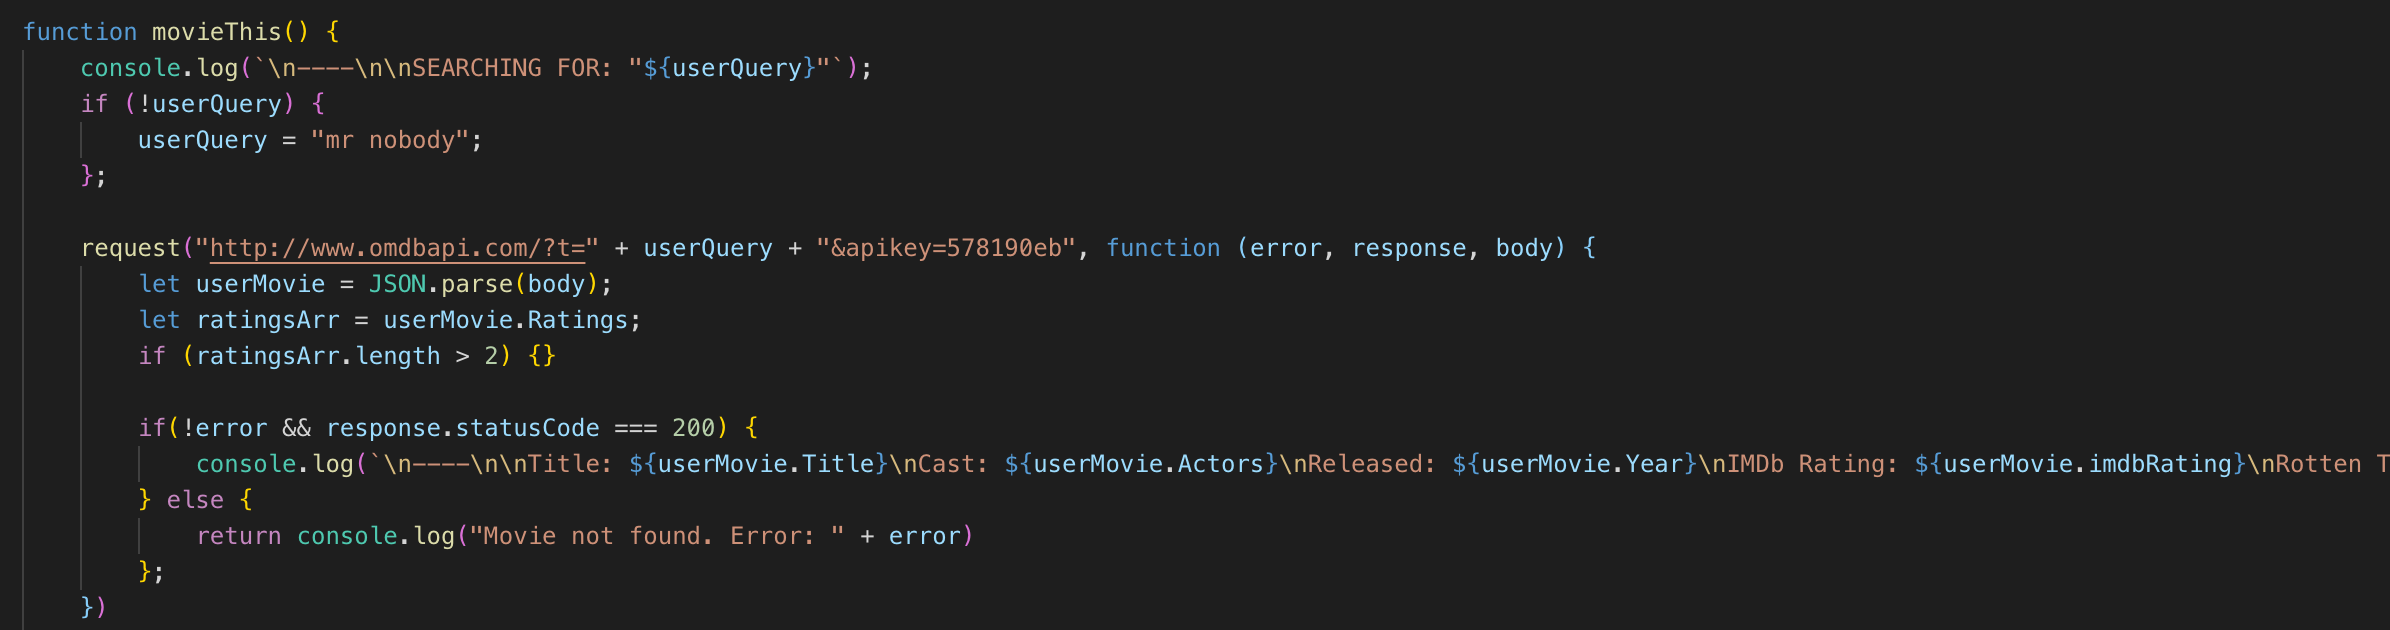 function movieThis() {
    console.log(`\n----\n\nSEARCHING FOR: "${userQuery}"`);
    if (!userQuery) {
        userQuery = "mr nobody";
    };

    request("http://www.omdbapi.com/?t=" + userQuery + "&apikey=578190eb", function (error, response, body) {
        let userMovie = JSON.parse(body);
        let ratingsArr = userMovie.Ratings;
        if (ratingsArr.length > 2) {}

        if(!error && response.statusCode === 200) {
            console.log(`\n----\n\nTitle: ${userMovie.Title}\nCast: ${userMovie.Actors}\nReleased: ${userMovie.Year}\nIMDb Rating: ${userMovie.imdbRating}\nRotten T
        } else {
            return console.log("Movie not found. Error: " + error)
        };
    })